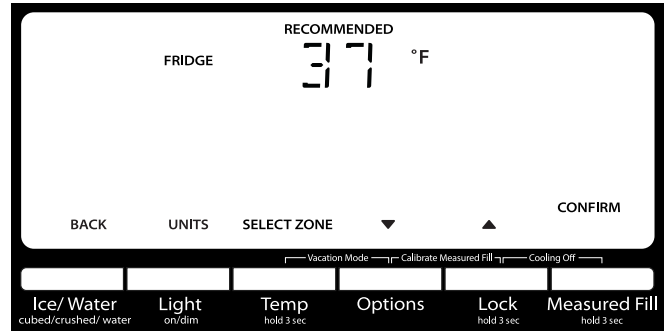 RECOMMENDED
FRIDGE 37 °F
CONFIRM
BACK UNITS SELECT ZONE ▼ ▲
Vacation Mode Calibrate Measured Fill Cooling Off
Ice/ Water Light Temp Options Lock Measured Fill
cubed/crushed/ water on/dim hold 3 sec hold 3 sec hold 3 sec